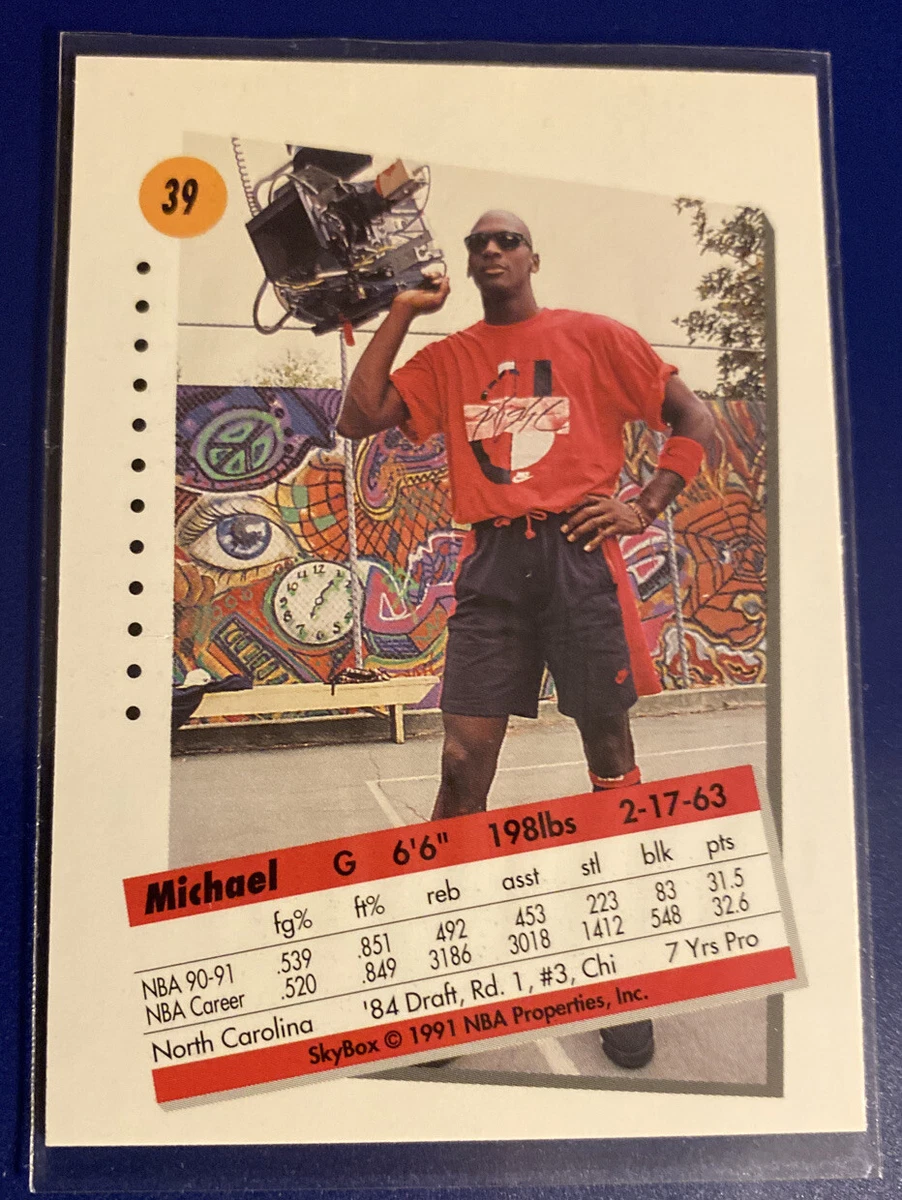 39
Flight
12
Michael G 6'6" 198lbs 2-17-63
fg% ft% reb asst stl blk pts
NBA 90-91 .539 .851 492 453 223 83 31.5
NBA Career .520 .849 3186 3018 1412 548 32.6
North Carolina '84 Draft, Rd. 1, #3, Chi 7 Yrs Pro
SkyBox © 1991 NBA Properties, Inc.